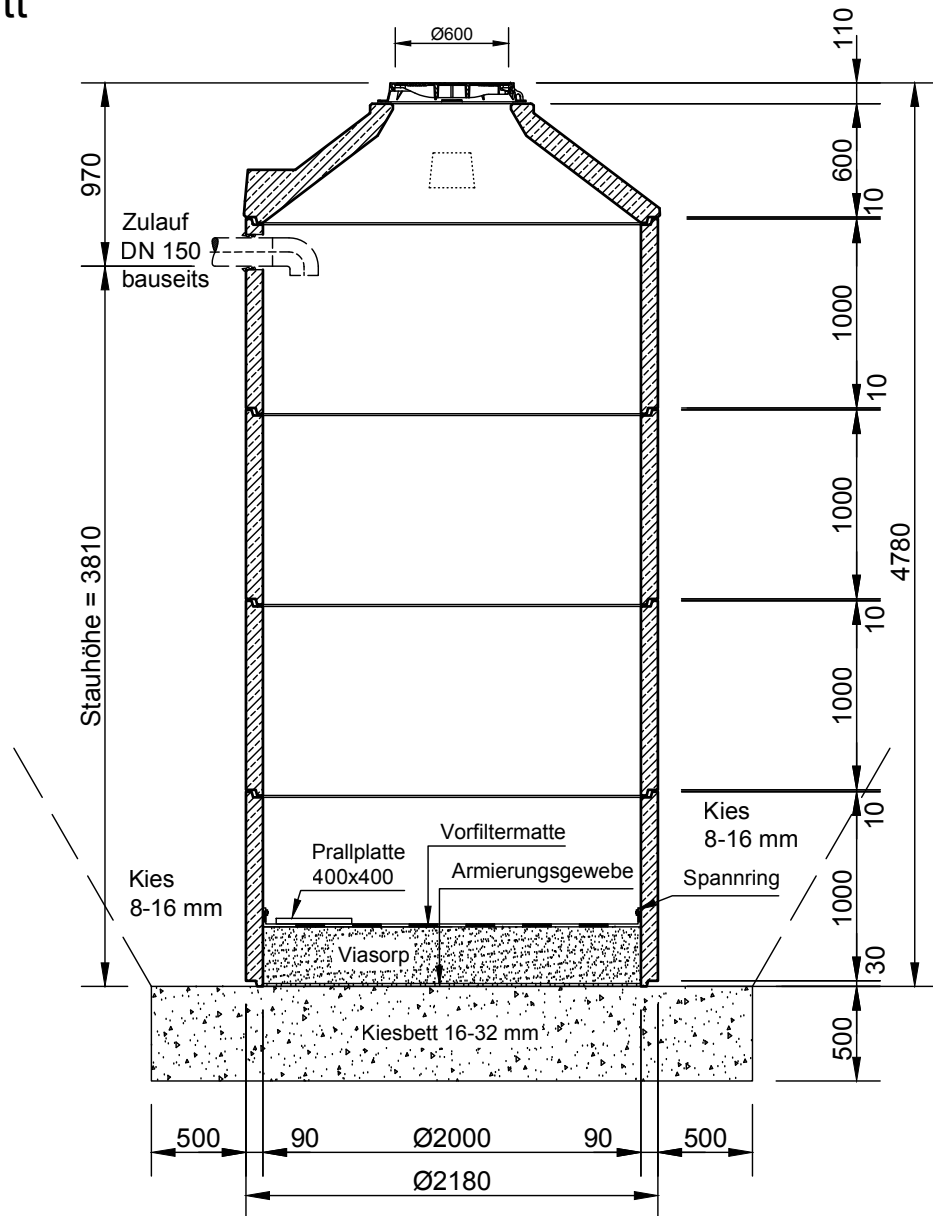 tt
Ø600
110
970
600
10
Zulauf
DN 150
bauseits
1000
10
1000
4780
Stauhöhe = 3810
10
1000
10
Kies
8-16 mm
Vorfiltermatte
Prallplatte
400x400
Armierungsgewebe
Spannring
Kies
8-16 mm
1000
Viasorp
30
Kiesbett 16-32 mm
500
500
90
Ø2000
90
500
Ø2180